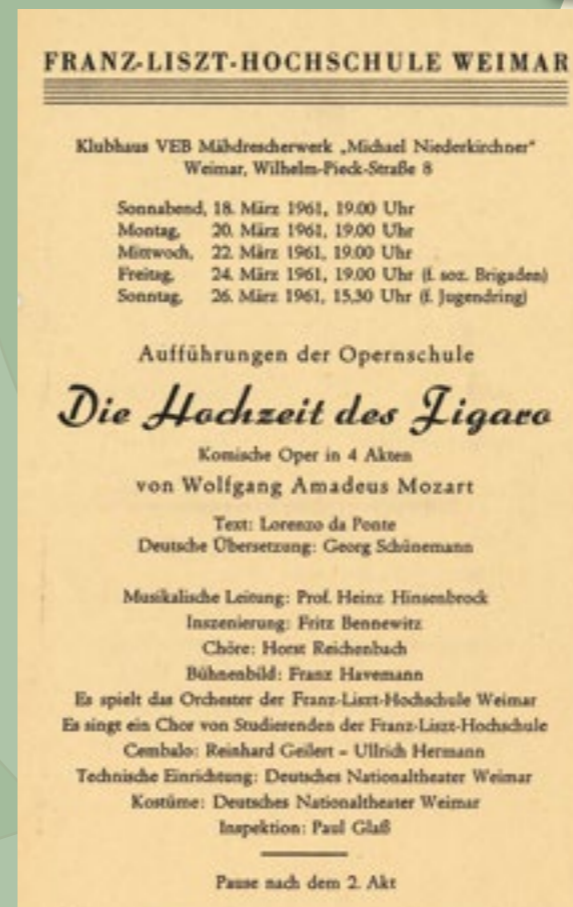 FRANZ-LISZT-HOCHSCHULE WEIMAR
Klubhaus VEB Mähdrescherwerk „Michael Niederkirchner“
Weimar, Wilhelm-Pieck-Straße 8
Sonnabend, 18. März 1961, 19.00 Uhr
Montag, 20. März 1961, 19.00 Uhr
Mittwoch, 22. März 1961, 19.00 Uhr
Freitag, 24. März 1961, 19.00 Uhr (f. soz. Brigaden)
Sonntag, 26. März 1961, 15,30 Uhr (f. Jugendring)
Aufführungen der Opernschule
Die Hochzeit des Figaro
Komische Oper in 4 Akten
von Wolfgang Amadeus Mozart
Text: Lorenzo da Ponte
Deutsche Übersetzung: Georg Schünemann
Musikalische Leitung: Prof. Heinz Hinsenbrock
Inszenierung: Fritz Bennewitz
Chöre: Horst Reichenbach
Bühnenbild: Franz Havemann
Es spielt das Orchester der Franz-Liszt-Hochschule Weimar
Es singt ein Chor von Studierenden der Franz-Liszt-Hochschule
Cembalo: Reinhard Geilert – Ullrich Hermann
Technische Einrichtung: Deutsches Nationaltheater Weimar
Kostüme: Deutsches Nationaltheater Weimar
Inspektion: Paul Glaß
Pause nach dem 2. Akt